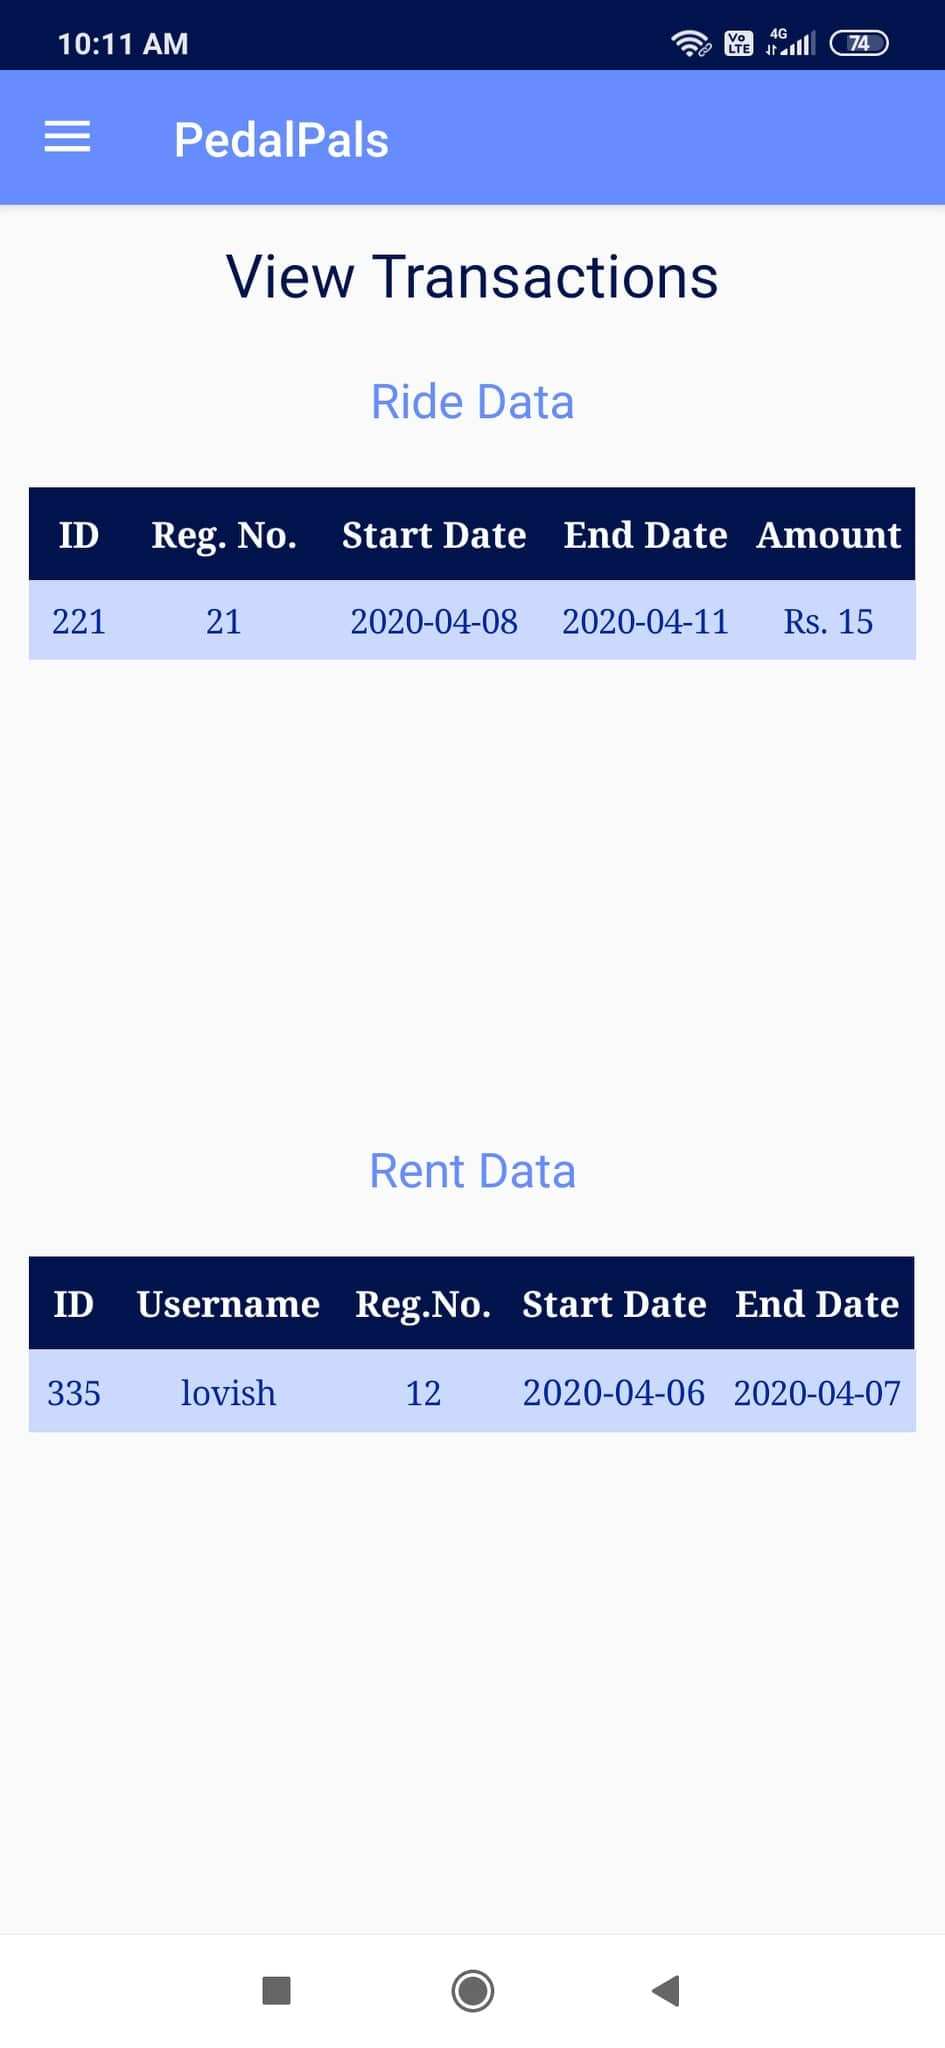 10:11 AM
Vo LTE 4G 74
PedalPals
View Transactions
Ride Data
ID Reg. No. Start Date End Date Amount
221 21 2020-04-08 2020-04-11 Rs. 15
Rent Data
ID Username Reg.No. Start Date End Date
335 lovish 12 2020-04-06 2020-04-07